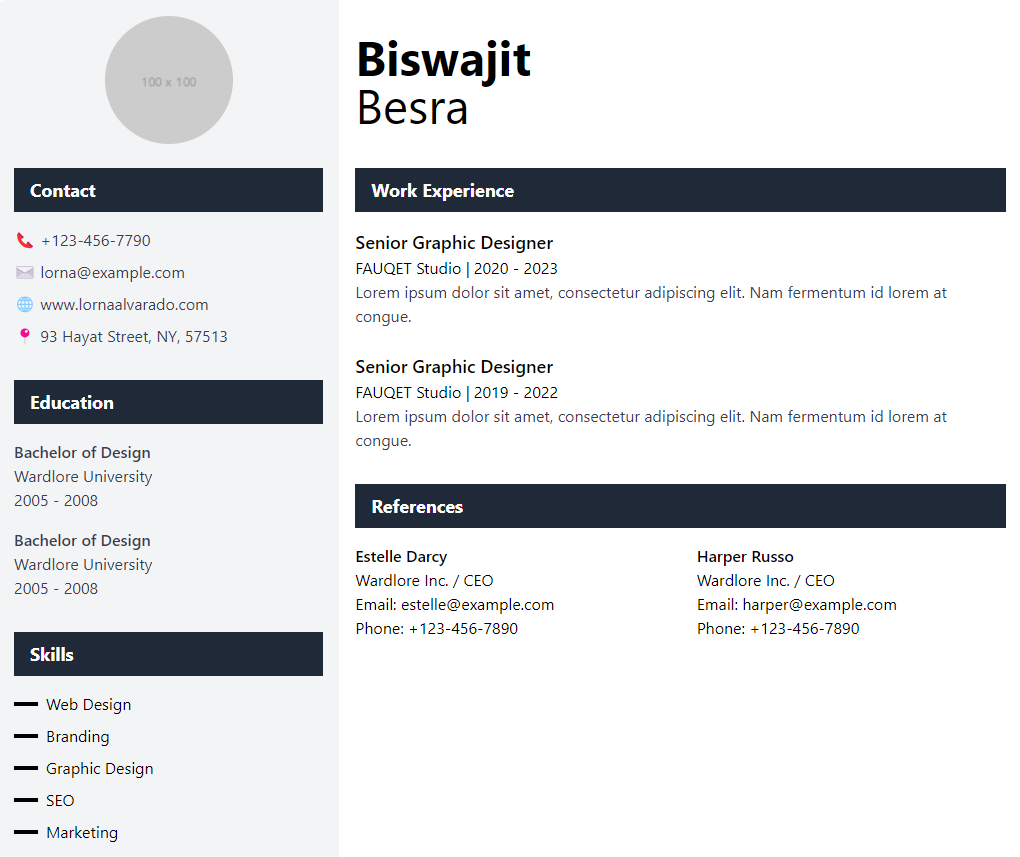 100 x 100
Contact
+123-456-7790
lorna@example.com
www.lornaalvarado.com
93 Hayat Street, NY, 57513
Education
Bachelor of Design
Wardlore University
2005 - 2008
Bachelor of Design
Wardlore University
2005 - 2008
Skills
Web Design
Branding
Graphic Design
SEO
Marketing
Biswajit
Besra
Work Experience
Senior Graphic Designer
FAUQET Studio | 2020 - 2023
Lorem ipsum dolor sit amet, consectetur adipiscing elit. Nam fermentum id lorem at
congue.
Senior Graphic Designer
FAUQET Studio | 2019 - 2022
Lorem ipsum dolor sit amet, consectetur adipiscing elit. Nam fermentum id lorem at
congue.
References
Estelle Darcy
Wardlore Inc. / CEO
Email: estelle@example.com
Phone: +123-456-7890
Harper Russo
Wardlore Inc. / CEO
Email: harper@example.com
Phone: +123-456-7890